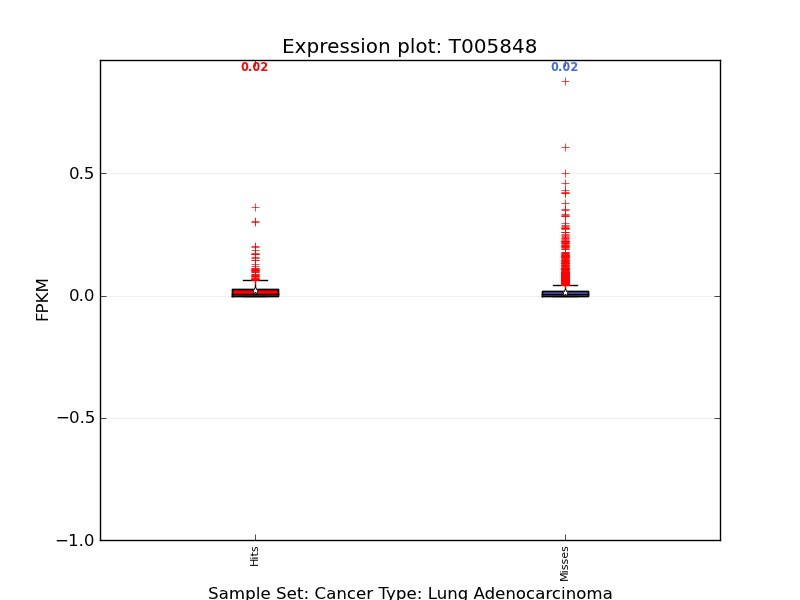 Expression plot: T005848
0.02 0.02
0.5
0.0
−0.5
−1.0
FPKM
Hits Misses
Sample Set: Cancer Type: Lung Adenocarcinoma